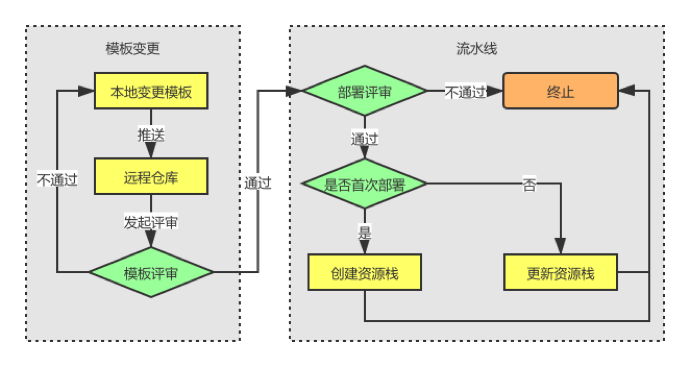 模板变更
本地变更模板
推送
远程仓库
发起评审
模板评审
不通过
通过
流水线
部署评审
不通过
终止
通过
是否首次部署
否
是
创建资源栈
更新资源栈